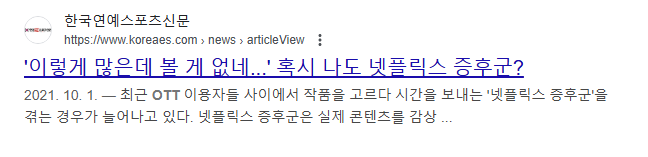 한국연예스포츠신문
https://www.koreaes.com › news › articleView
'이렇게 많은데 볼 게 없네...' 혹시 나도 넷플릭스 증후군?
2021. 10. 1. — 최근 OTT 이용자들 사이에서 작품을 고르다 시간을 보내는 '넷플릭스 증후군'을
겪는 경우가 늘어나고 있다. 넷플릭스 증후군은 실제 콘텐츠를 감상 ...